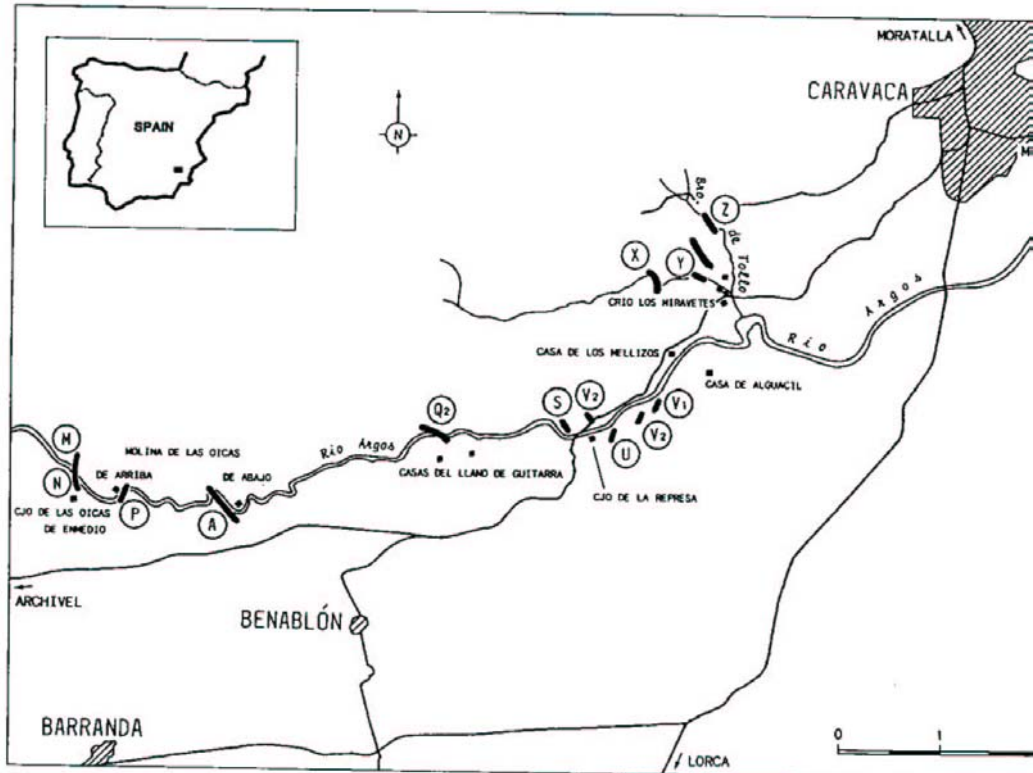 MORATALLA
CARAVACA
SPAIN
N
Bro. de Tollo
Z
X
Y
CRIO LOS MIRAVETES
Rio Argos
CASA DE LOS MELLIZOS
CASA DE ALGUACIL
S
V2
V1
V2
U
Q2
CASAS DEL LLANO DE GUITARRA
CJO DE LA REPRESA
Rio Argos
M
N
MOLINA DE LAS OICAS
DE ARRIBA
DE ABAJO
P
A
CJO DE LAS OICAS
DE ENMEDIO
ARCHIVEL
BENABLÓN
BARRANDA
LORCA
0 1